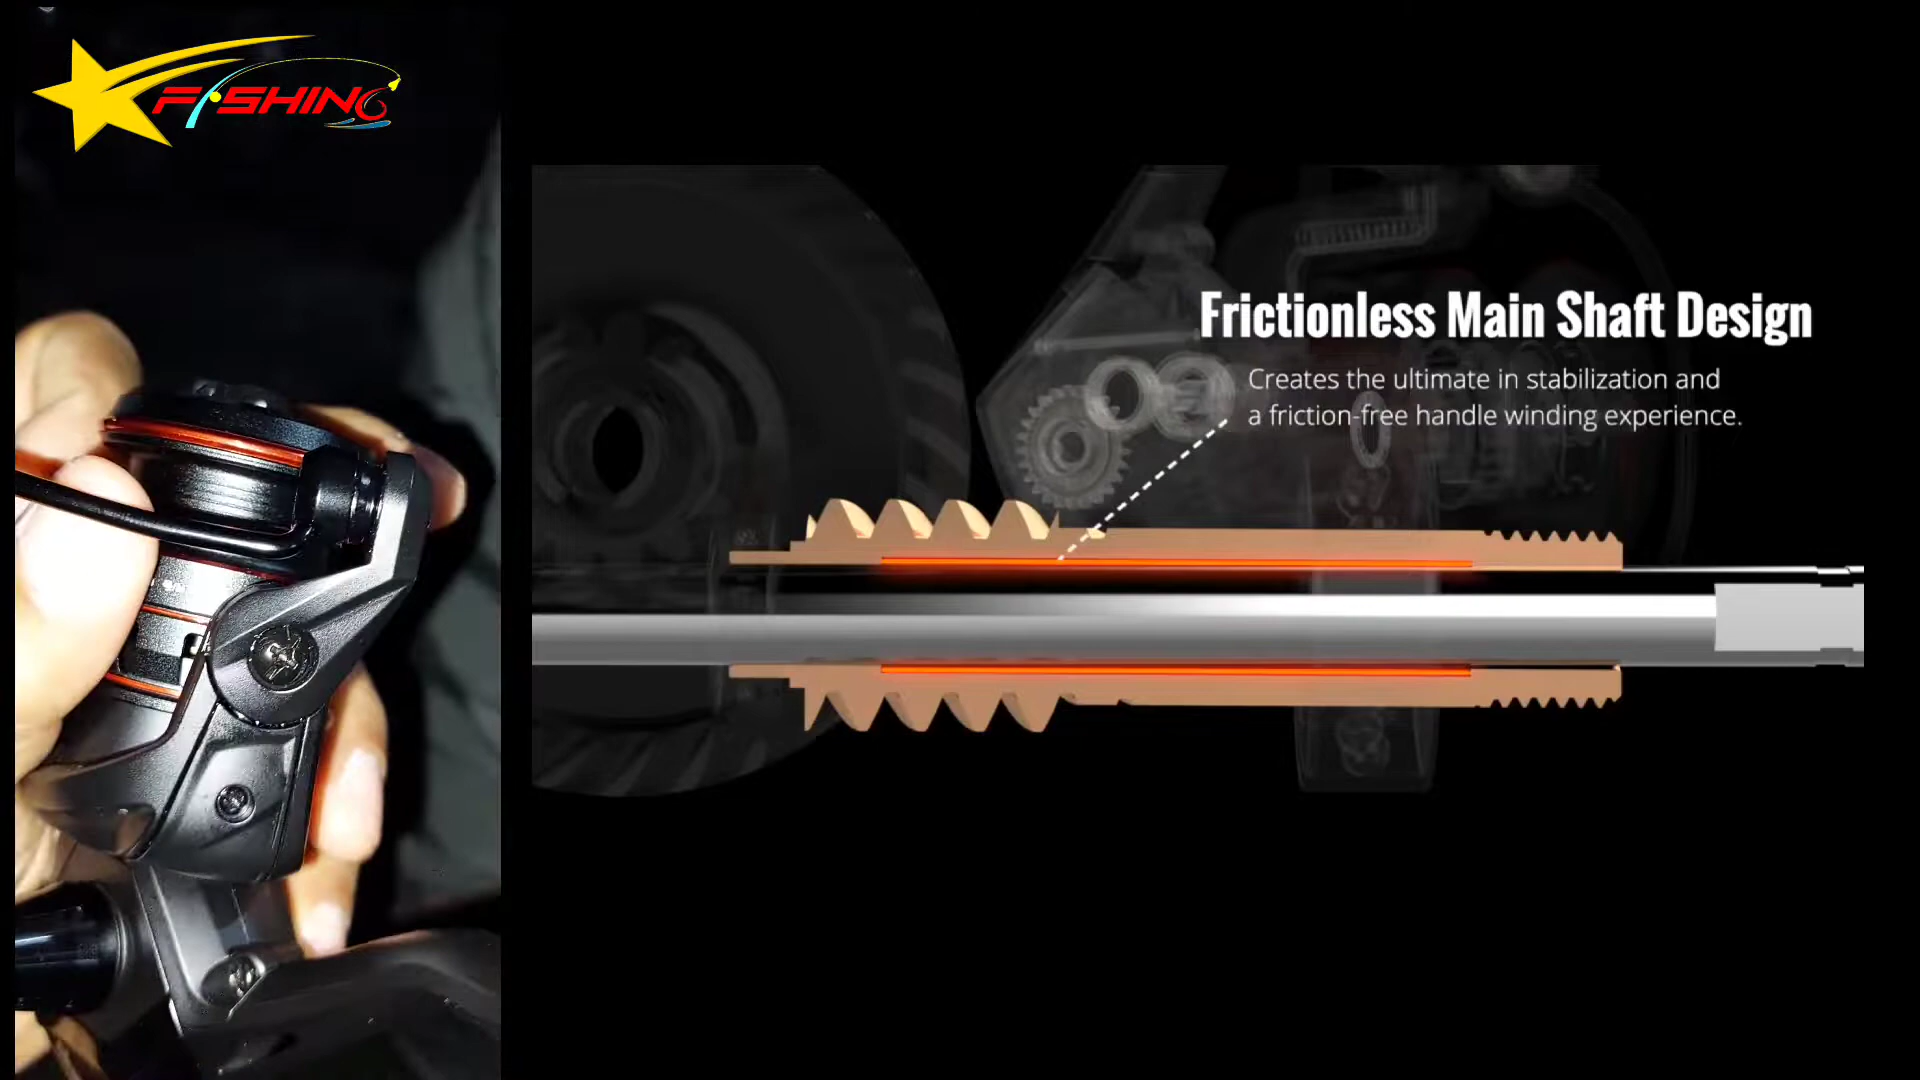 FISHING
Frictionless Main Shaft Design
Creates the ultimate in stabilization and
a friction-free handle winding experience.